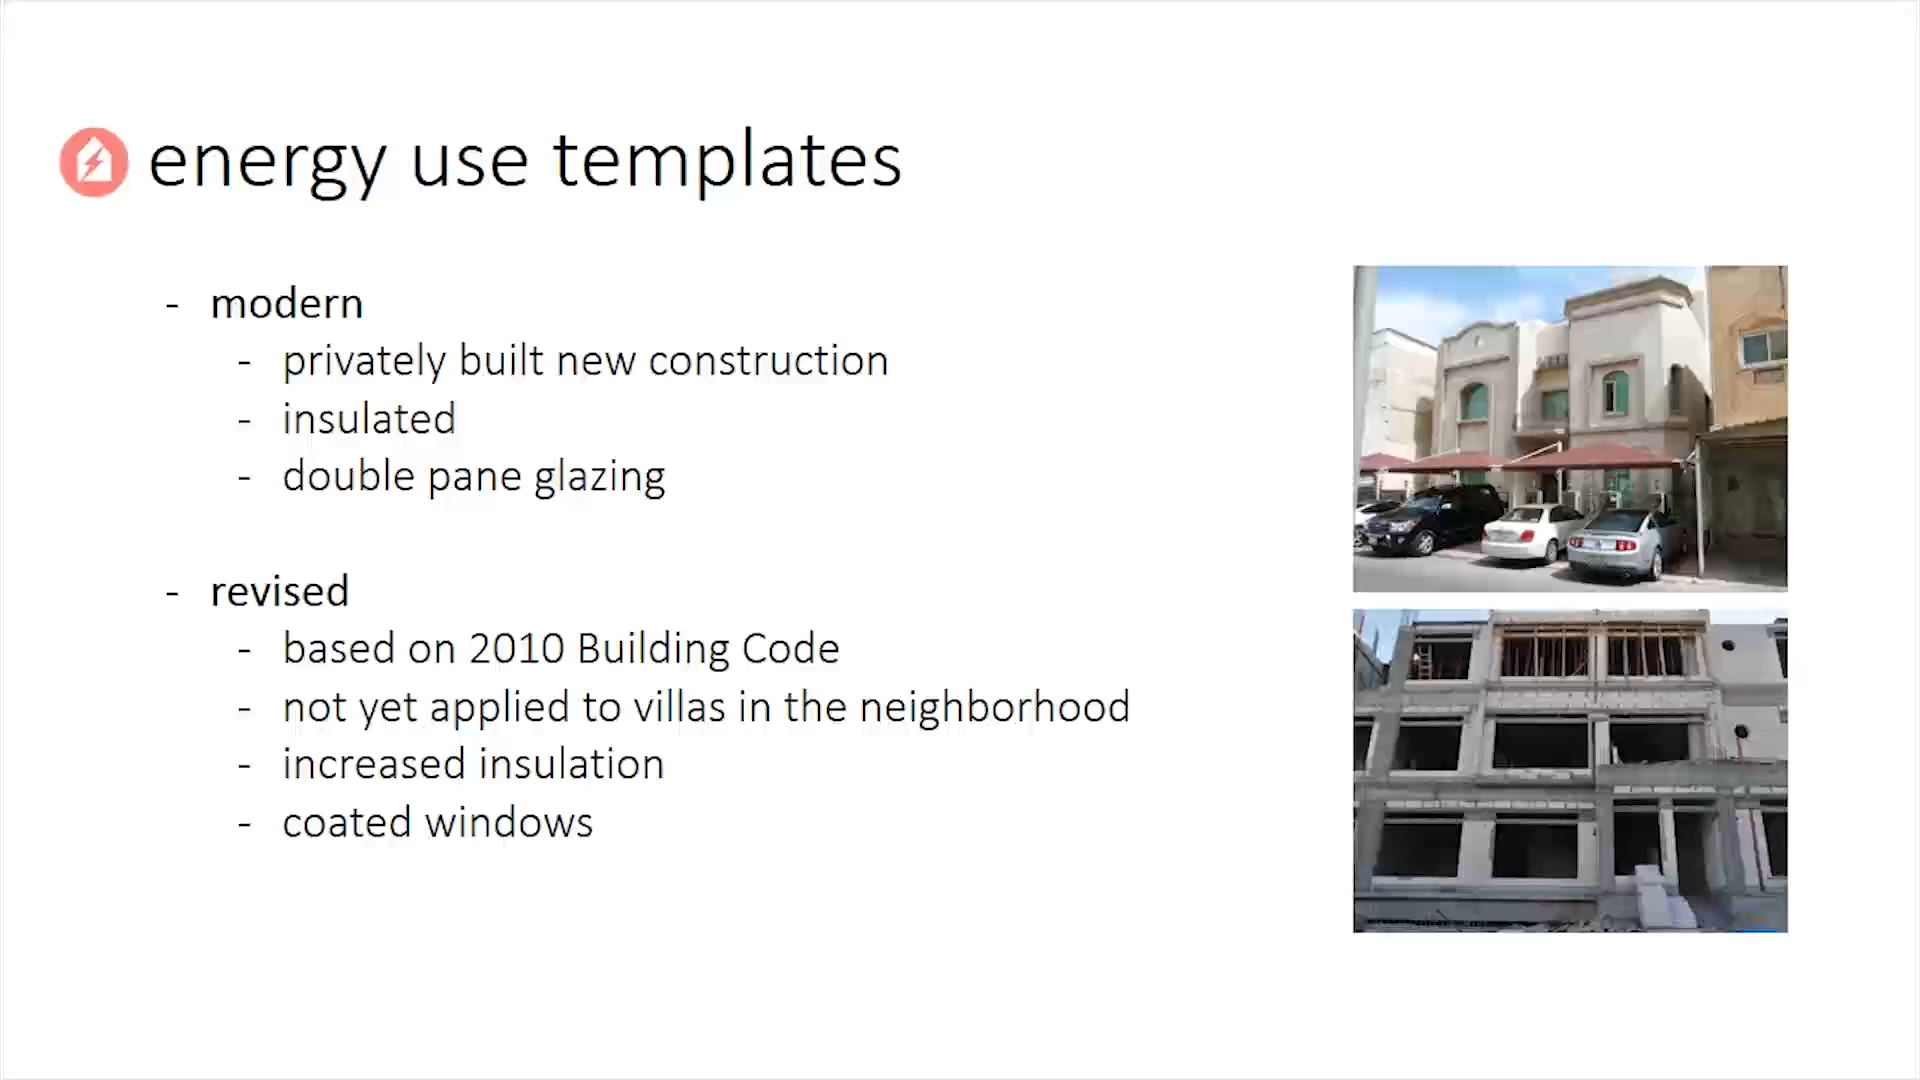 energy use templates
- modern
- privately built new construction
- insulated
- double pane glazing
- revised
- based on 2010 Building Code
- not yet applied to villas in the neighborhood
- increased insulation
- coated windows